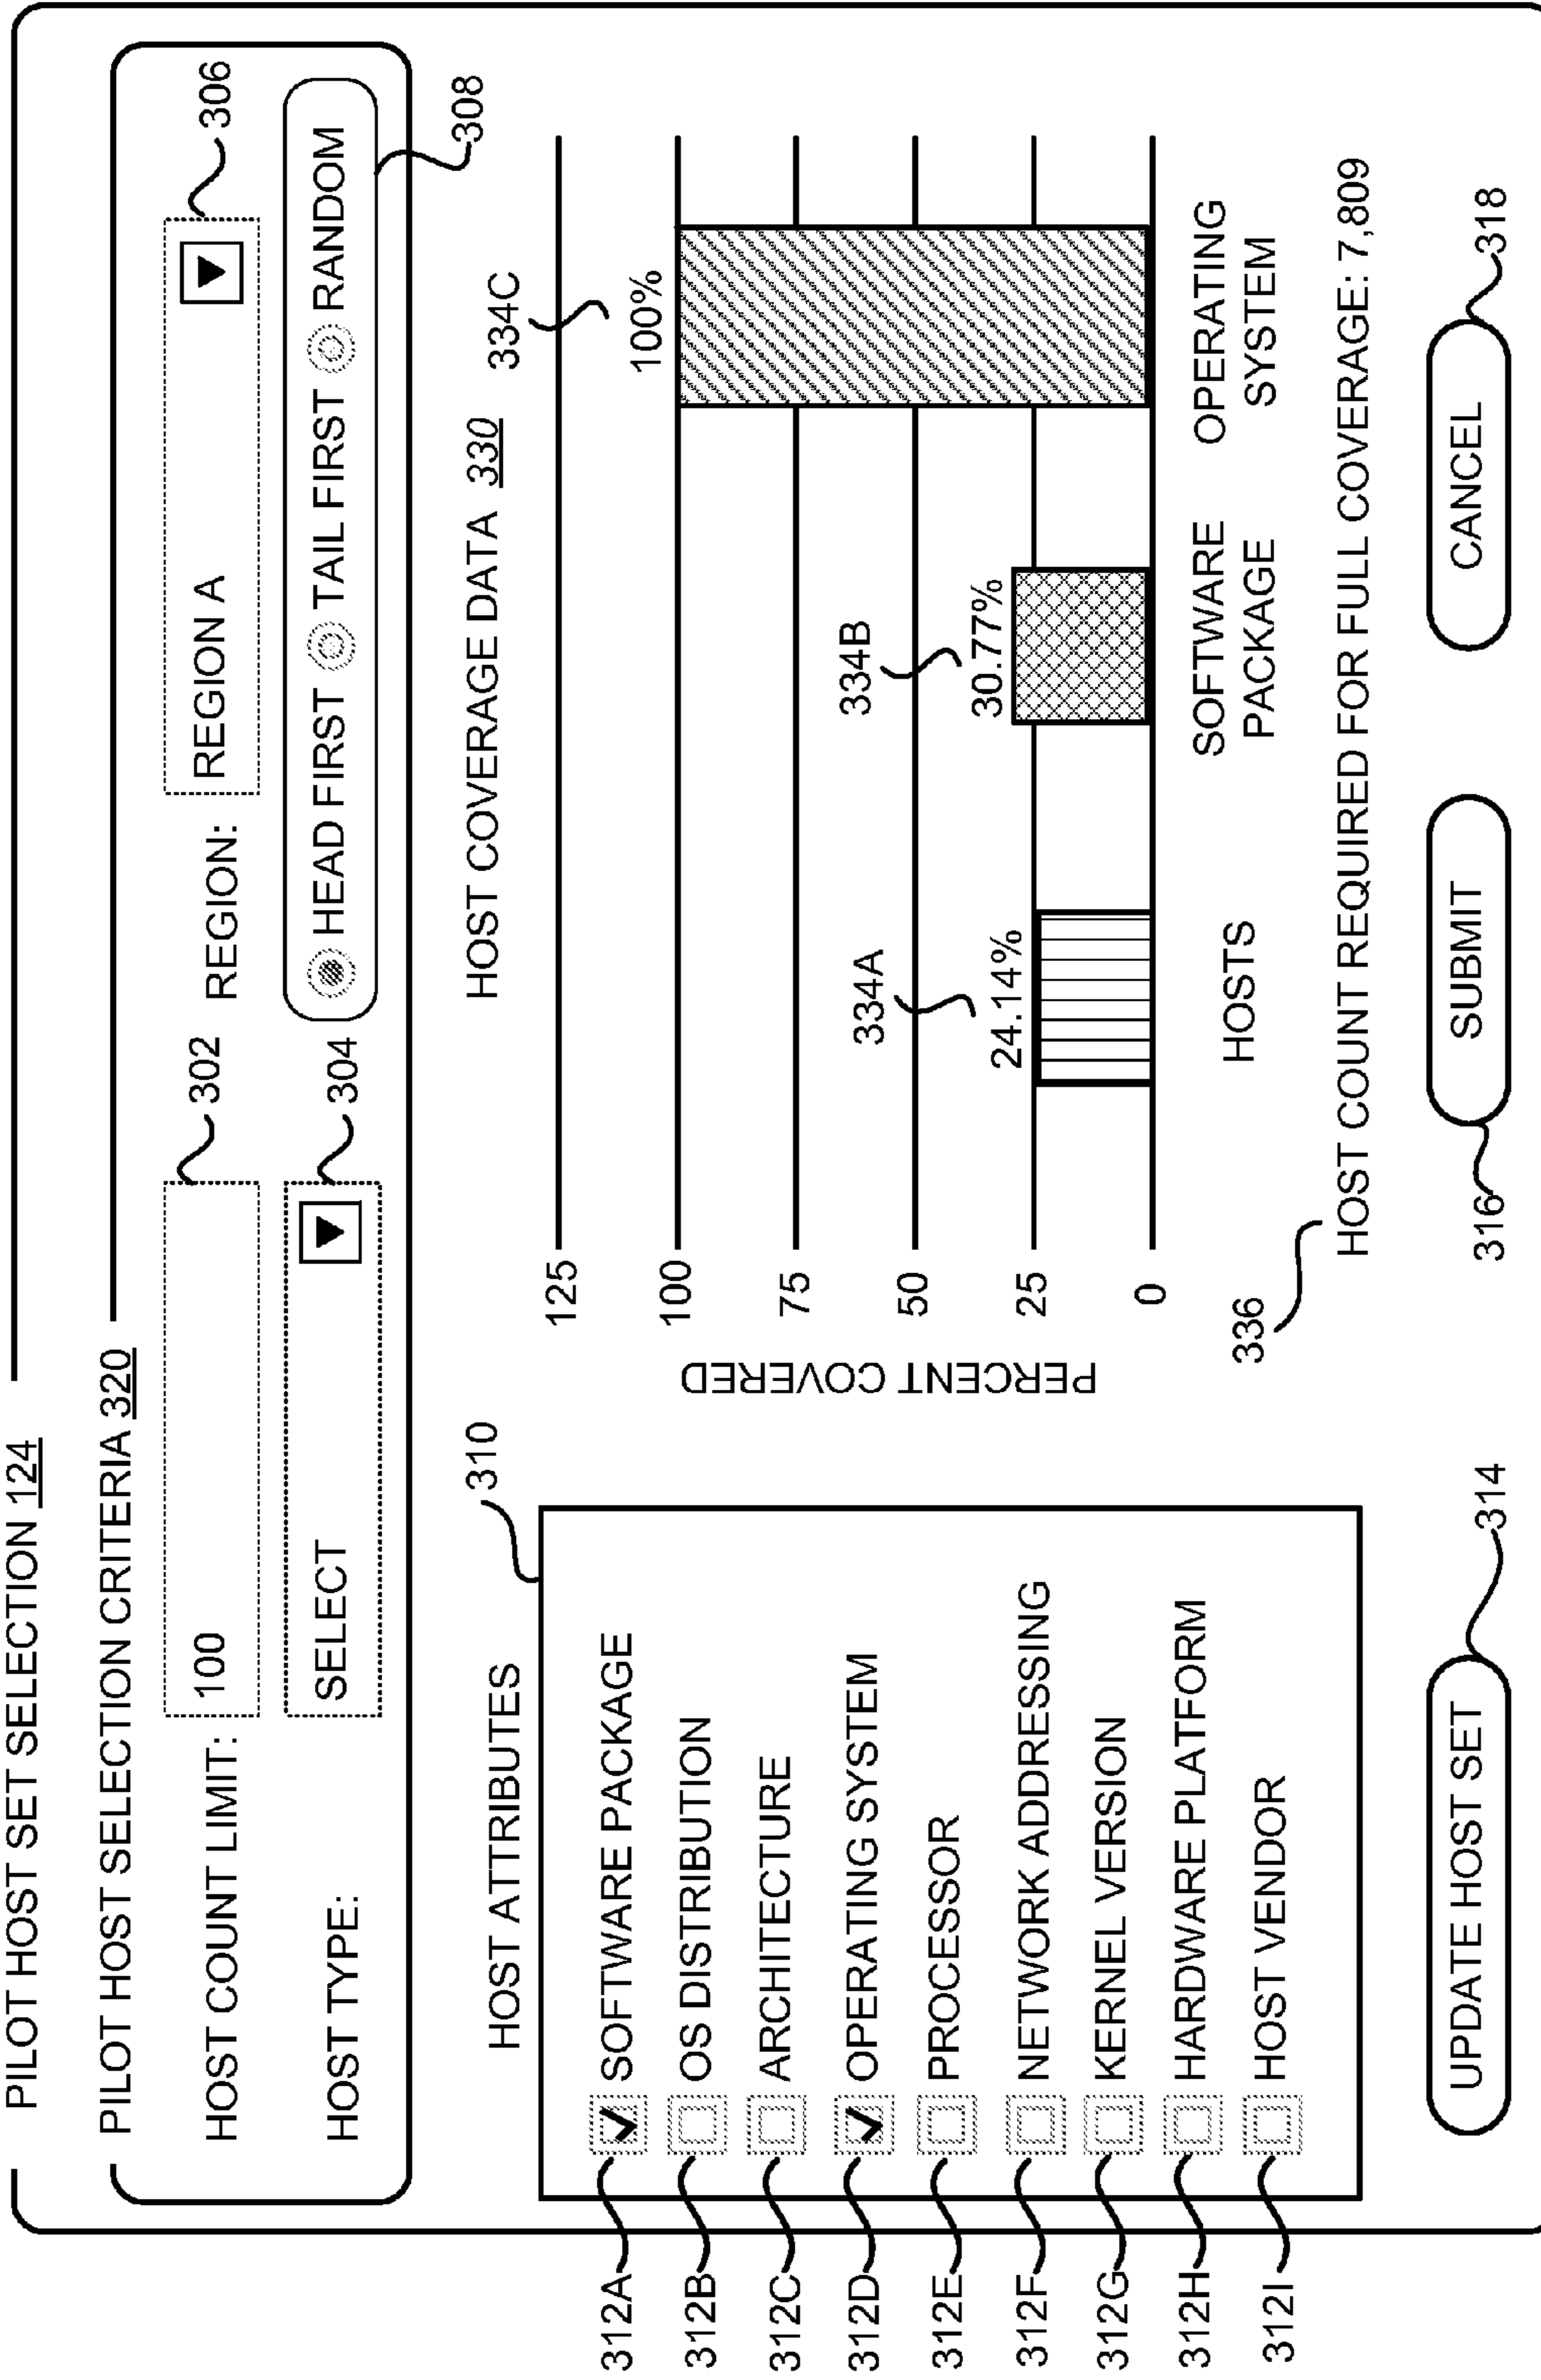 PILOT HOST SET SELECTION 124
PILOT HOST SELECTION CRITERIA 320
HOST COUNT LIMIT: 100 302
REGION: REGION A 306
HOST TYPE: SELECT 304
HEAD FIRST TAIL FIRST RANDOM
308
HOST ATTRIBUTES 310
312A SOFTWARE PACKAGE
312B OS DISTRIBUTION
312C ARCHITECTURE
312D OPERATING SYSTEM
312E PROCESSOR
312F NETWORK ADDRESSING
312G KERNEL VERSION
312H HARDWARE PLATFORM
312I HOST VENDOR
HOST COVERAGE DATA 330
PERCENT COVERED
125
100
75
50
25
0
334A
24.14%
334B
30.77%
334C
100%
HOSTS
SOFTWARE
PACKAGE
OPERATING
SYSTEM
336
HOST COUNT REQUIRED FOR FULL COVERAGE: 7,809
UPDATE HOST SET 314
316 SUBMIT
CANCEL 318